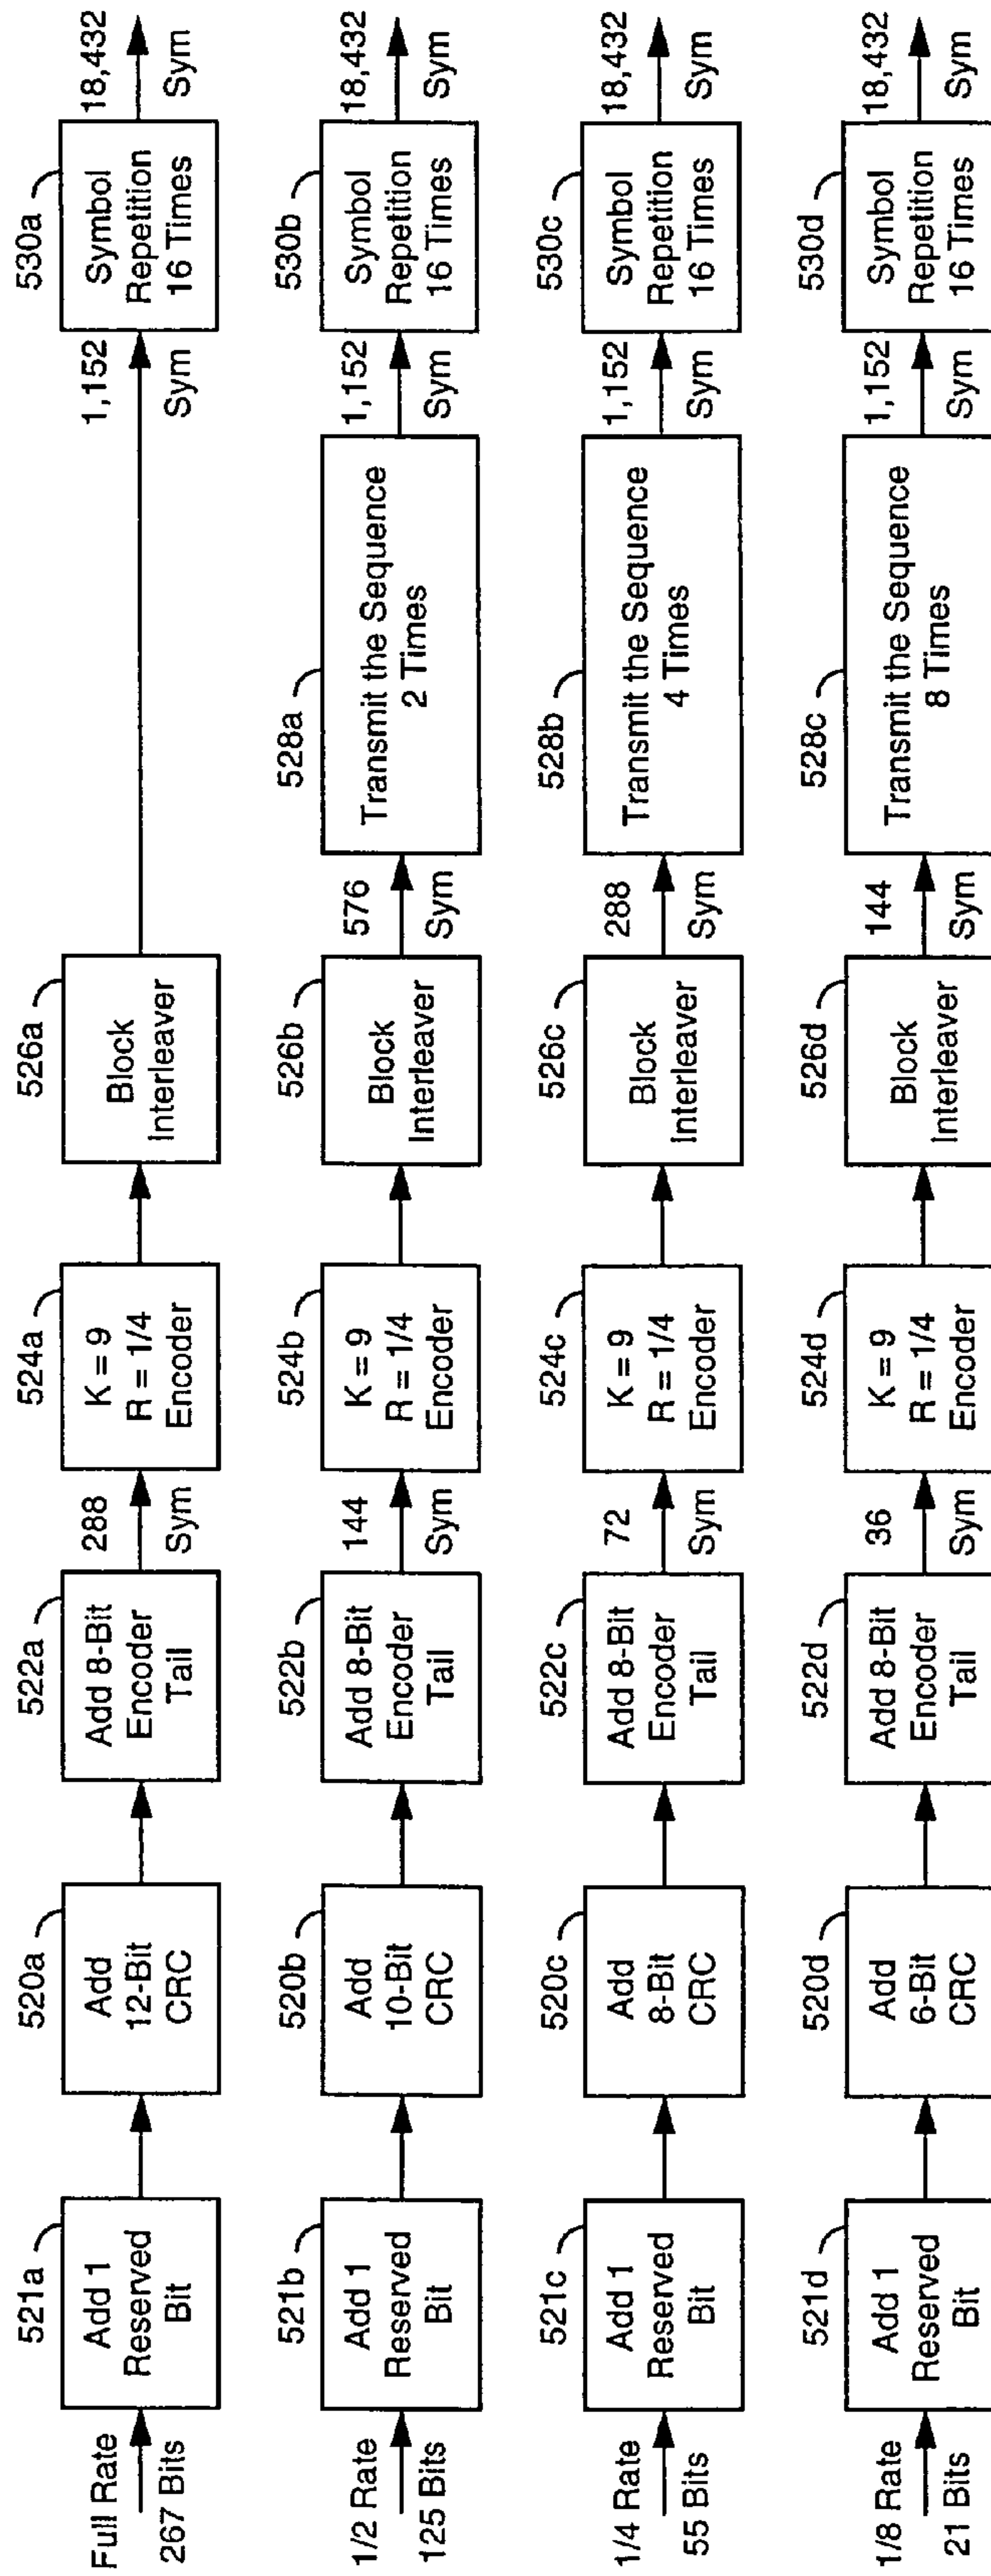 Full Rate
267 Bits
521a
Add 1
Reserved
Bit
520a
Add
12-Bit
CRC
522a
Add 8-Bit
Encoder
Tail
288
Sym
524a
K = 9
R = 1/4
Encoder
526a
Block
Interleaver
1,152
Sym
530a
Symbol
Repetition
16 Times
18,432
Sym
1/2 Rate
125 Bits
521b
Add 1
Reserved
Bit
520b
Add
10-Bit
CRC
522b
Add 8-Bit
Encoder
Tail
144
Sym
524b
K = 9
R = 1/4
Encoder
526b
Block
Interleaver
576
Sym
528a
Transmit the Sequence
2 Times
1,152
Sym
530b
Symbol
Repetition
16 Times
18,432
Sym
1/4 Rate
55 Bits
521c
Add 1
Reserved
Bit
520c
Add
8-Bit
CRC
522c
Add 8-Bit
Encoder
Tail
72
Sym
524c
K = 9
R = 1/4
Encoder
526c
Block
Interleaver
288
Sym
528b
Transmit the Sequence
4 Times
1,152
Sym
530c
Symbol
Repetition
16 Times
18,432
Sym
1/8 Rate
21 Bits
521d
Add 1
Reserved
Bit
520d
Add
6-Bit
CRC
522d
Add 8-Bit
Encoder
Tail
36
Sym
524d
K = 9
R = 1/4
Encoder
526d
Block
Interleaver
144
Sym
528c
Transmit the Sequence
8 Times
1,152
Sym
530d
Symbol
Repetition
16 Times
18,432
Sym